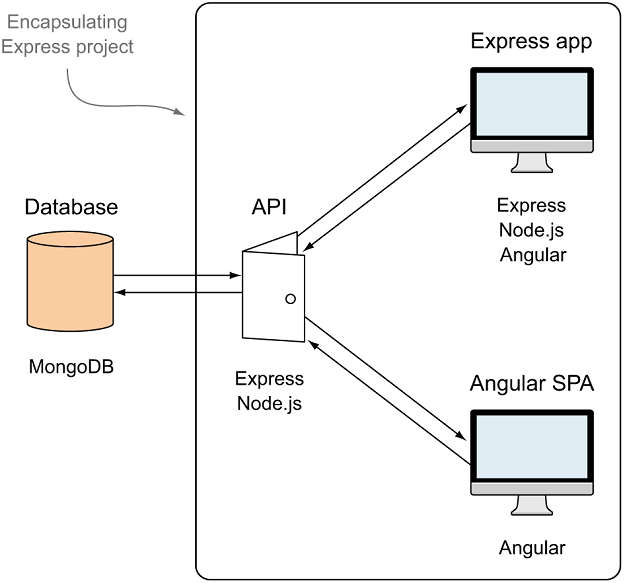 Encapsulating
Express project
Express app
Express
Node.js
Angular
Database
MongoDB
API
Express
Node.js
Angular SPA
Angular